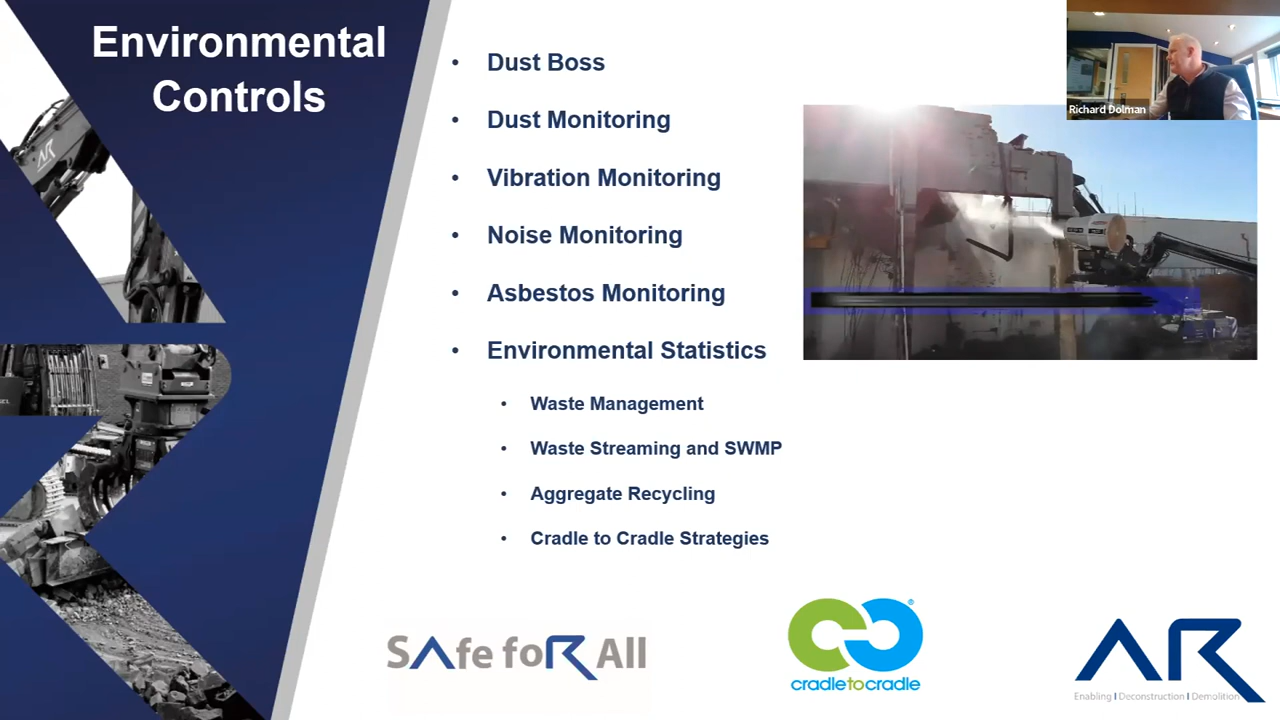 Environmental
Controls
• Dust Boss
• Dust Monitoring
• Vibration Monitoring
• Noise Monitoring
• Asbestos Monitoring
• Environmental Statistics
• Waste Management
• Waste Streaming and SWMP
• Aggregate Recycling
• Cradle to Cradle Strategies
Richard Dolman
AR
SAfe foR All
cradletocradle
®
AR
Enabling | Deconstruction | Demolition